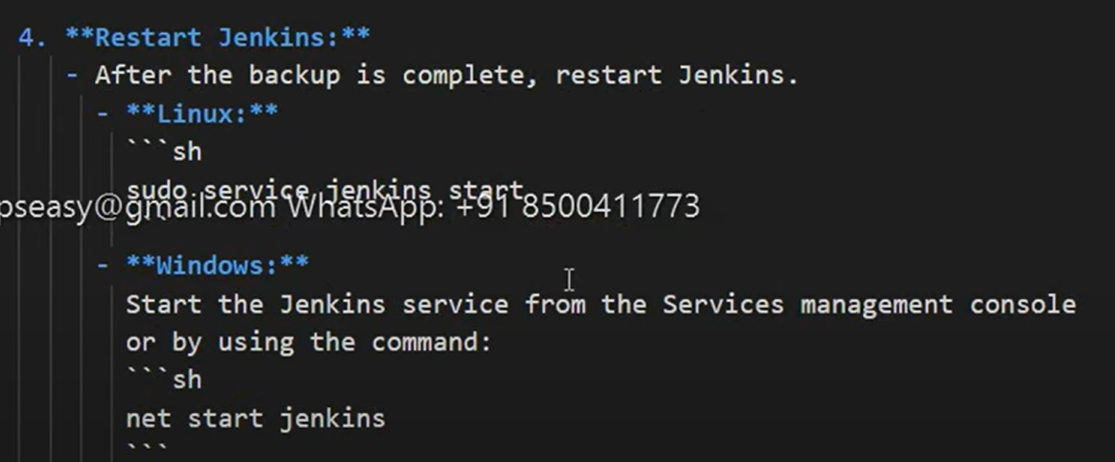 4. **Restart Jenkins:**
- After the backup is complete, restart Jenkins.
- **Linux:**
```sh
sudo service jenkins start
pseasy@gmail.com WhatsApp: +91 8500411773
```
- **Windows:**
Start the Jenkins service from the Services management console
or by using the command:
```sh
net start jenkins
```